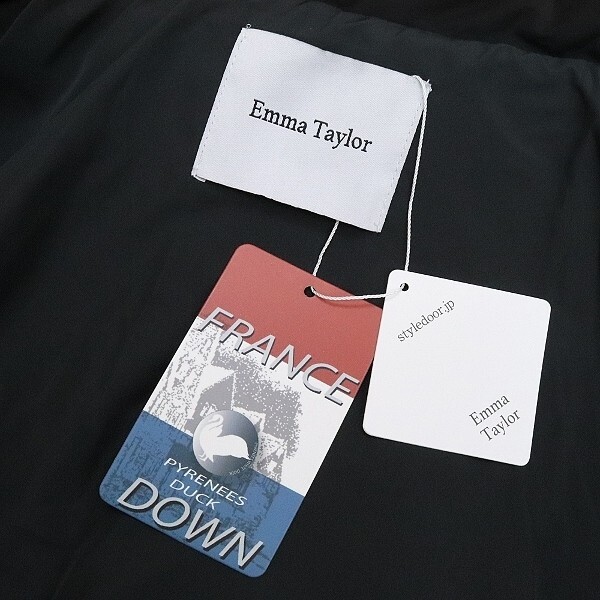 Emma Taylor
FRANCE
PYRENEES
DUCK
DOWN
styledoor.jp
Emma
Taylor